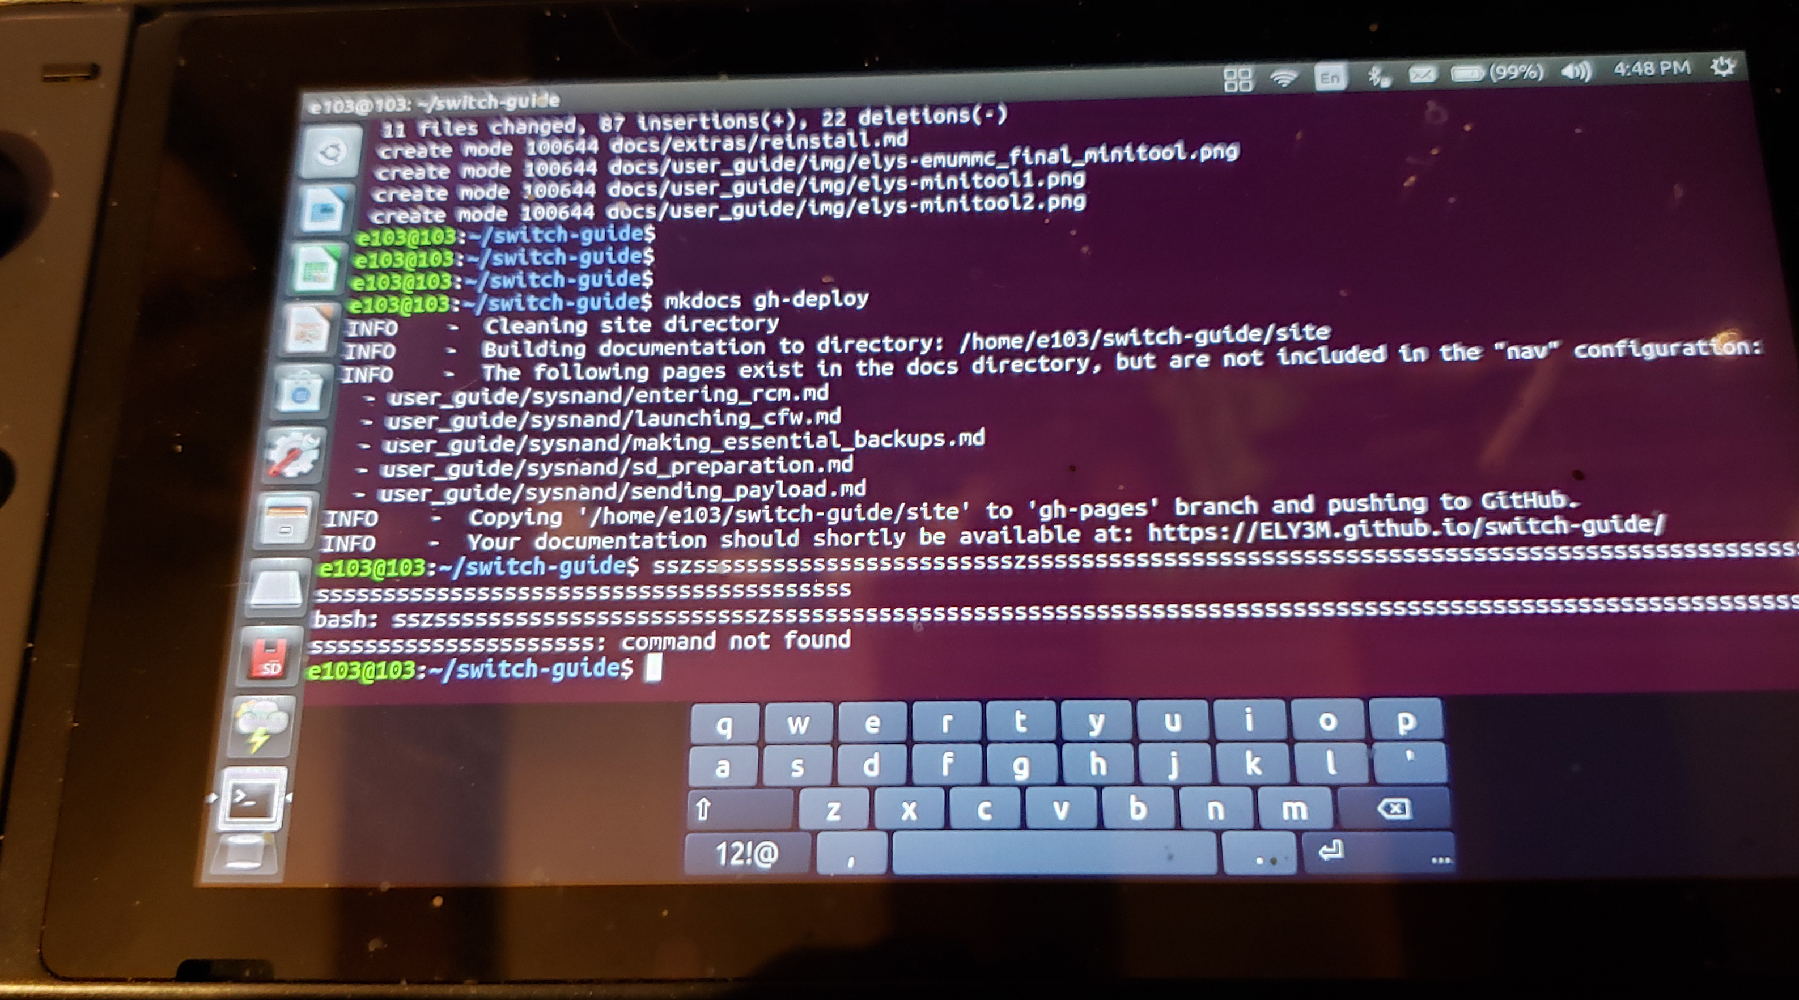 e103@103: ~/switch-guide
En
(99%)
4:48 PM
11 files changed, 87 insertions(+), 22 deletions(-)
create mode 100644 docs/extras/reinstall.md
create mode 100644 docs/user_guide/img/elys-emummc_final_minitool.png
create mode 100644 docs/user_guide/img/elys-minitool1.png
create mode 100644 docs/user_guide/img/elys-minitool2.png
e103@103:~/switch-guide$
e103@103:~/switch-guide$
e103@103:~/switch-guide$
e103@103:~/switch-guide$ mkdocs gh-deploy
INFO - Cleaning site directory
INFO - Building documentation to directory: /home/e103/switch-guide/site
INFO - The following pages exist in the docs directory, but are not included in the "nav" configuration:
- user_guide/sysnand/entering_rcm.md
- user_guide/sysnand/launching_cfw.md
- user_guide/sysnand/making_essential_backups.md
- user_guide/sysnand/sd_preparation.md
- user_guide/sysnand/sending_payload.md
INFO - Copying '/home/e103/switch-guide/site' to 'gh-pages' branch and pushing to GitHub.
INFO - Your documentation should shortly be available at: https://ELY3M.github.io/switch-guide/
e103@103:~/switch-guide$
bash:
: command not found
e103@103:~/switch-guide$
SD
q w e r t y u i o p
a s d f g h j k l '
z x c v b n m
12!@ , . ...